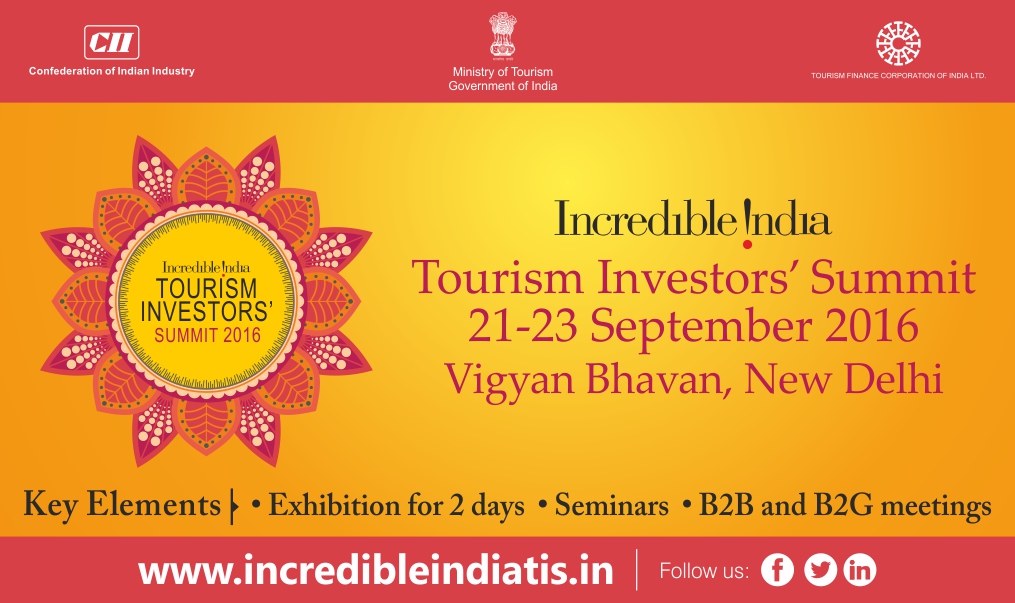 CII
Confederation of Indian Industry
Ministry of Tourism
Government of India
TOURISM FINANCE CORPORATION OF INDIA LTD.
Incredible !ndia
TOURISM
INVESTORS'
SUMMIT 2016
Incredible !ndia
Tourism Investors' Summit
21-23 September 2016
Vigyan Bhavan, New Delhi
Key Elements • Exhibition for 2 days • Seminars • B2B and B2G meetings
www.incredibleindiatis.in Follow us: